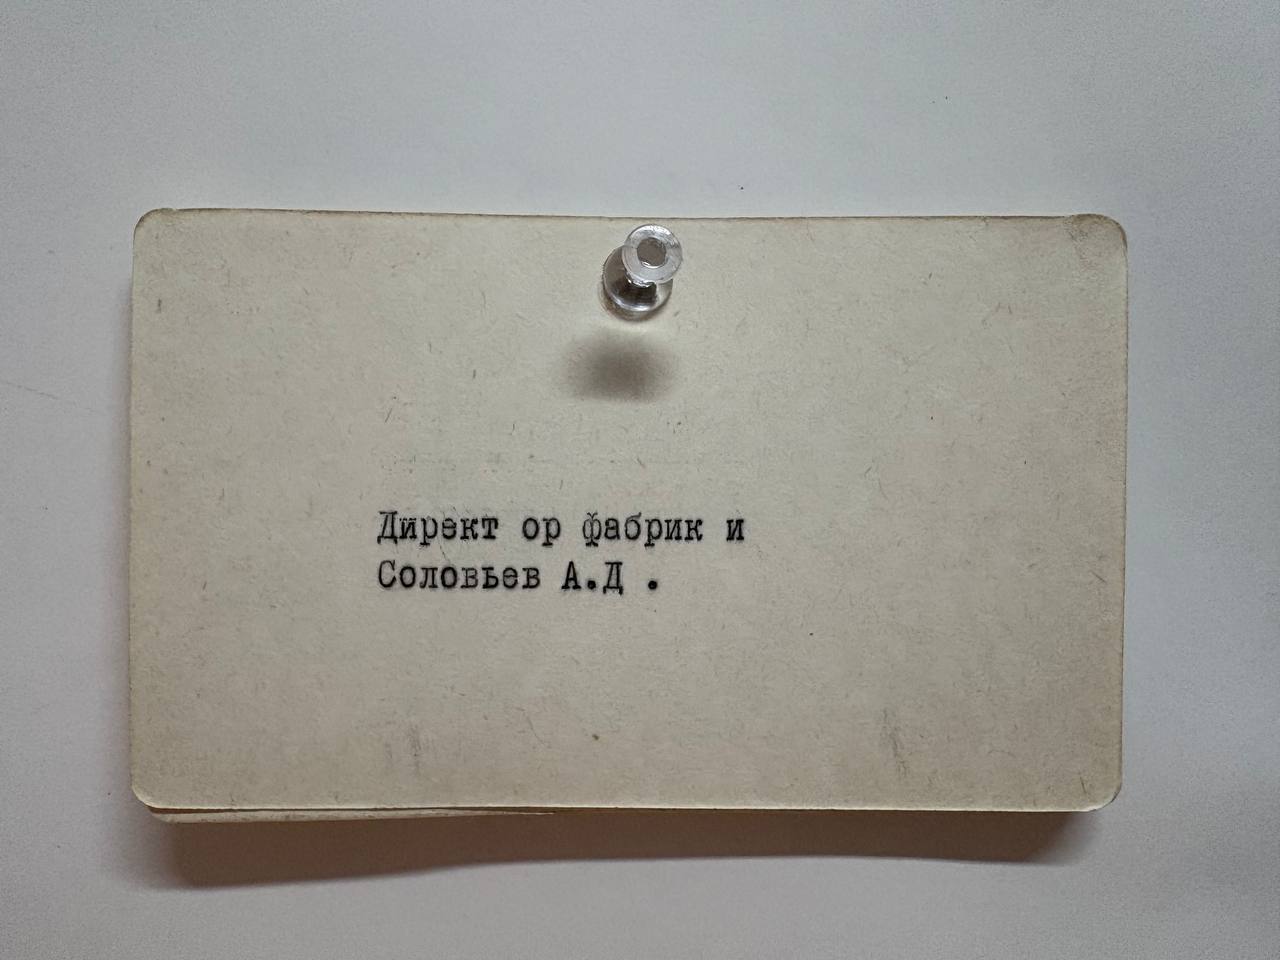 Директ ор фабрик и
Соловьев А.Д .